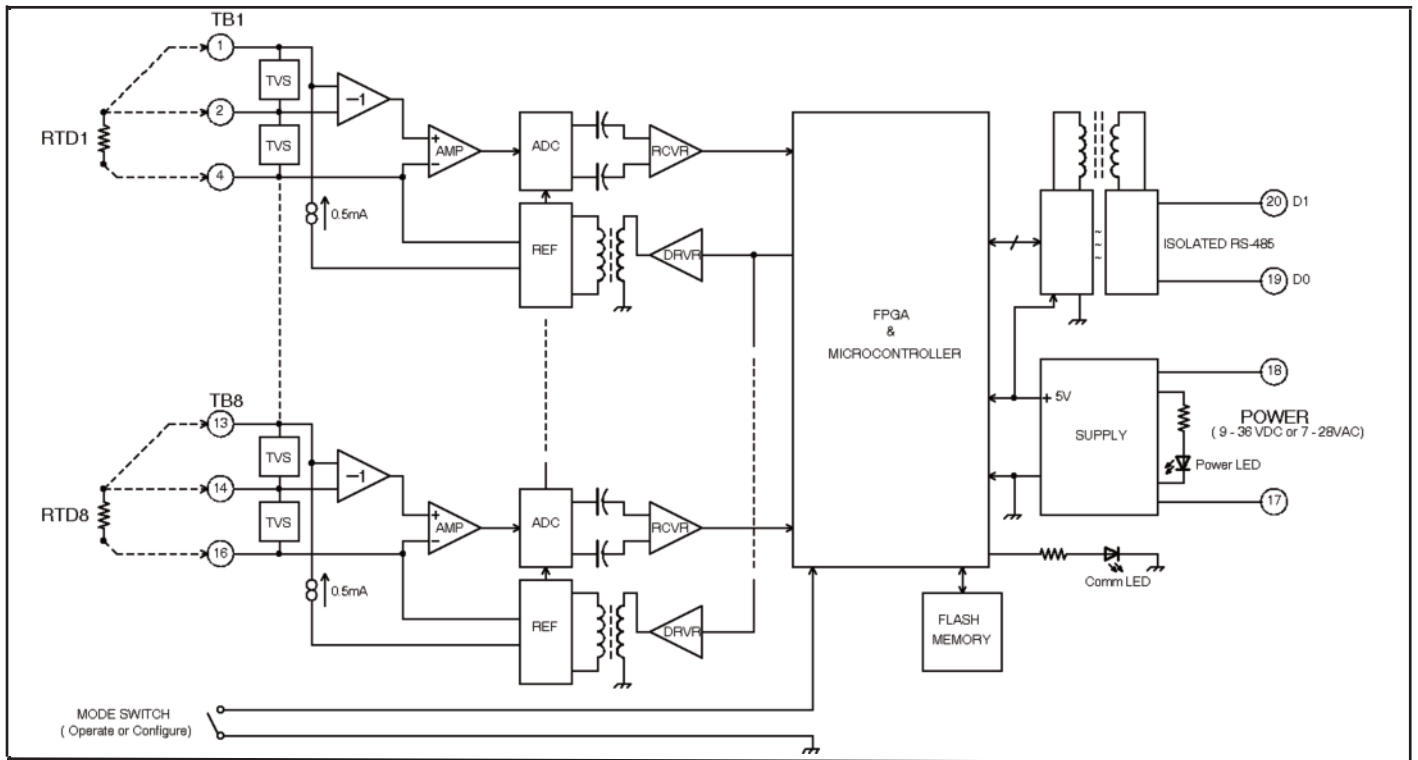 TB1
1
TVS
−1
2
RTD1
TVS
+
AMP
−
4
0.5mA
ADC
RCVR
REF
DRVR
FPGA
&
MICROCONTROLLER
20 D1
ISOLATED RS-485
~
~
~
19 D0
+ 5V
SUPPLY
18
POWER
( 9 - 36 VDC or 7 - 28VAC)
Power LED
17
Comm LED
FLASH
MEMORY
TB8
13
TVS
−1
14
RTD8
TVS
+
AMP
−
16
0.5mA
ADC
RCVR
REF
DRVR
MODE SWITCH
( Operate or Configure)